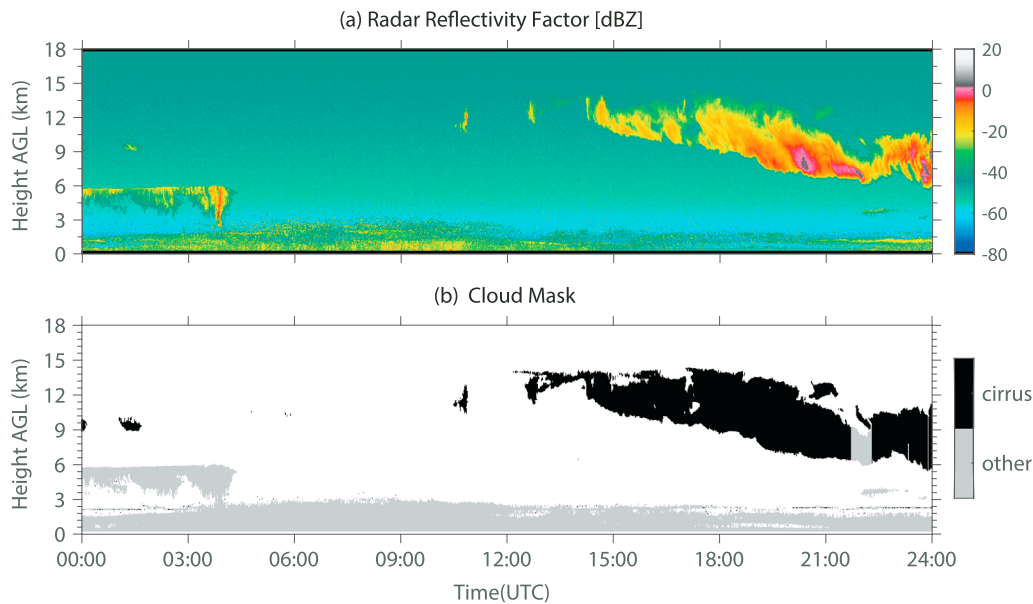 (a) Radar Reflectivity Factor [dBZ]
Height AGL (km)
18
15
12
9
6
3
0
20
0
-20
-40
-60
-80
(b) Cloud Mask
Height AGL (km)
18
15
12
9
6
3
0
cirrus
other
00:00 03:00 06:00 09:00 12:00 15:00 18:00 21:00 24:00
Time(UTC)